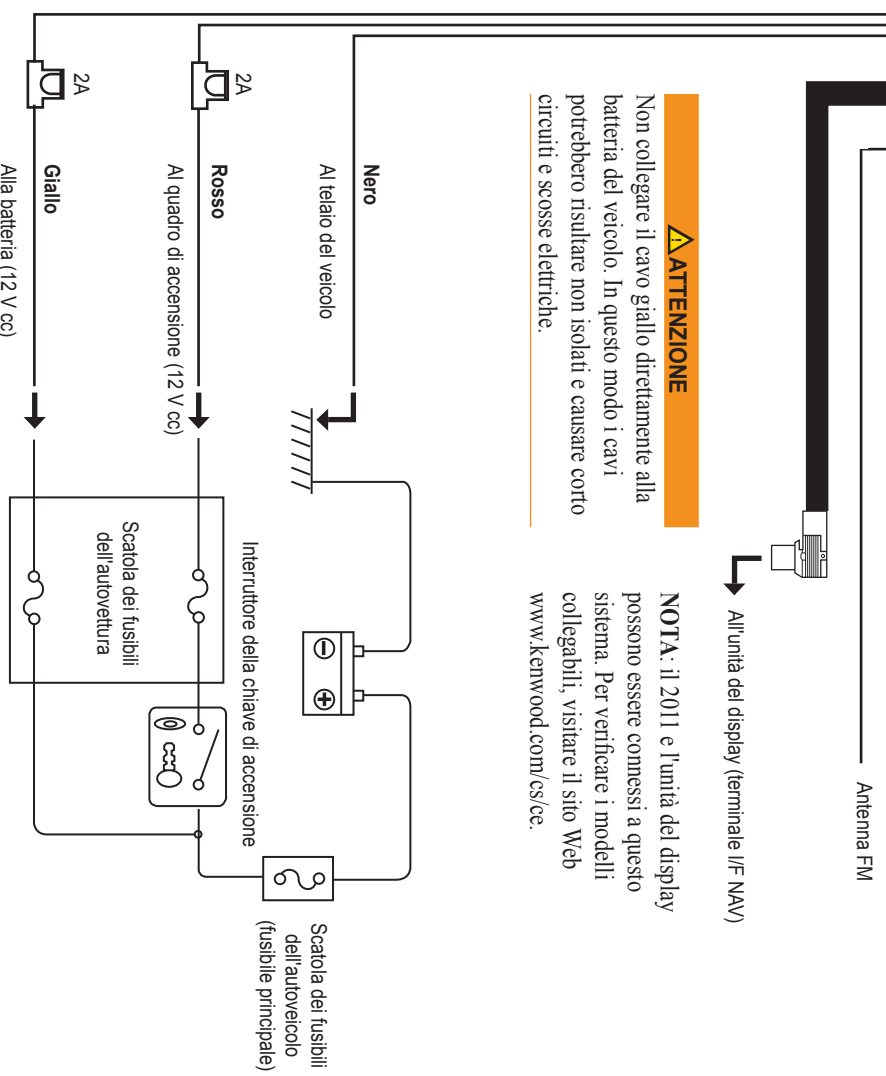 Antenna FM
All'unità del display (terminale I/F NAV)
ATTENZIONE
Non collegare il cavo giallo direttamente alla
batteria del veicolo. In questo modo i cavi
potrebbero risultare non isolati e causare corto
circuiti e scosse elettriche.
NOTA: il 2011 e l'unità del display
possono essere connessi a questo
sistema. Per verificare i modelli
collegabili, visitare il sito Web
www.kenwood.com/cs/ce.
Nero
Al telaio del veicolo
2A
Rosso
Al quadro di accensione (12 V cc)
Interruttore della chiave di accensione
Scatola dei fusibili
dell'autoveicolo
(fusibile principale)
2A
Giallo
Alla batteria (12 V cc)
Scatola dei fusibili
dell'autovettura